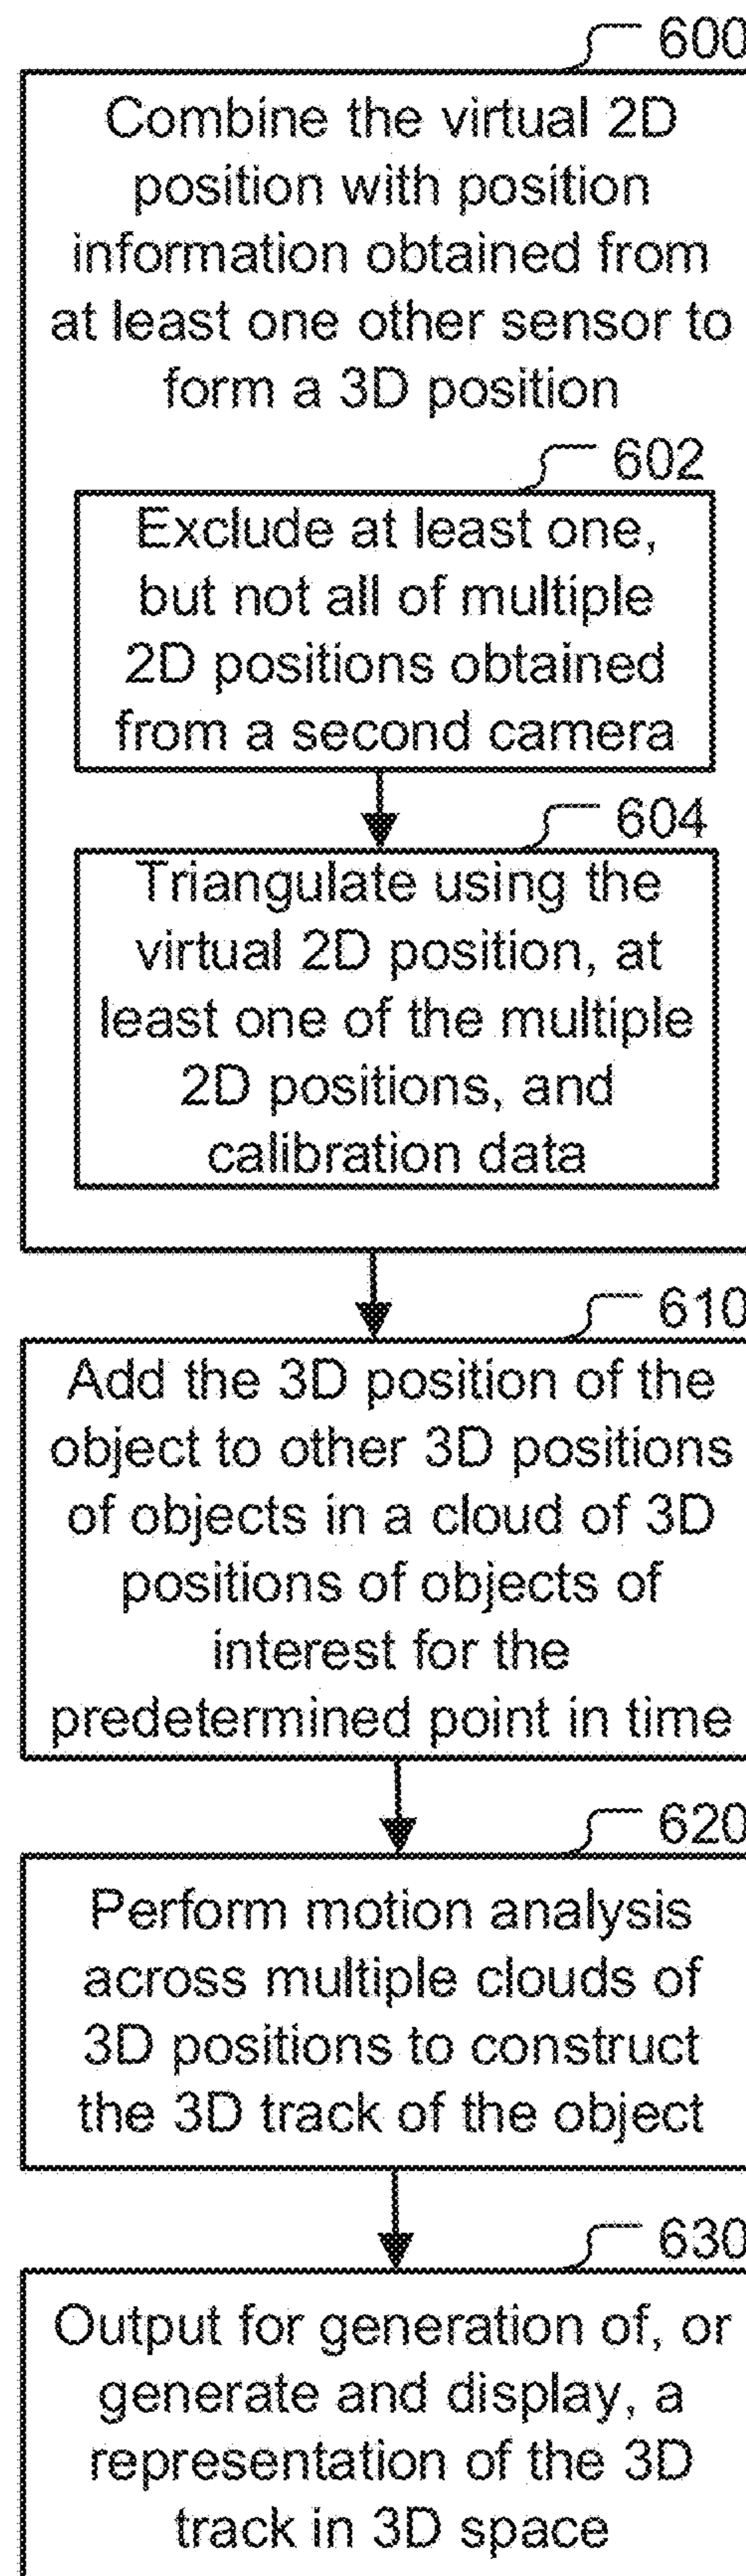 600
Combine the virtual 2D
position with position
information obtained from
at least one other sensor to
form a 3D position
602
Exclude at least one,
but not all of multiple
2D positions obtained
from a second camera
604
Triangulate using the
virtual 2D position, at
least one of the multiple
2D positions, and
calibration data
610
Add the 3D position of the
object to other 3D positions
of objects in a cloud of 3D
positions of objects of
interest for the
predetermined point in time
620
Perform motion analysis
across multiple clouds of
3D positions to construct
the 3D track of the object
630
Output for generation of, or
generate and display, a
representation of the 3D
track in 3D space